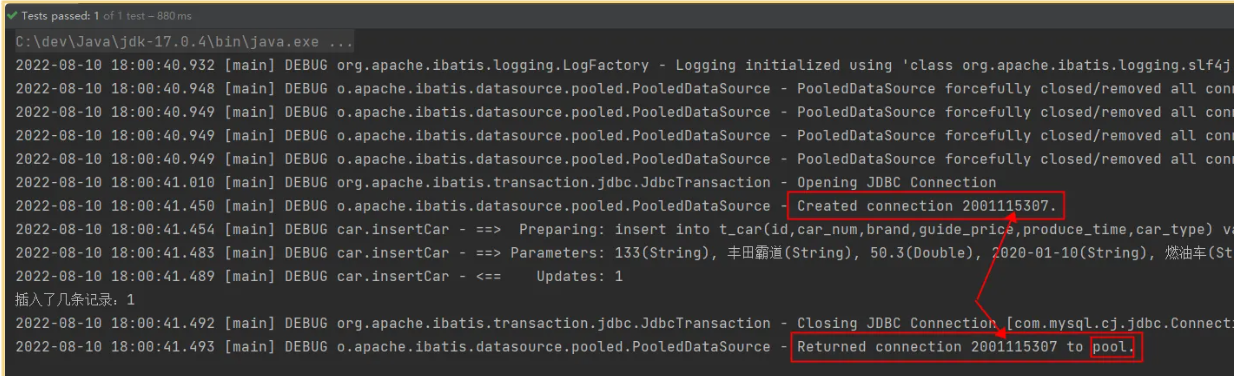 Tests passed: 1 of 1 test – 880 ms
C:\dev\Java\jdk-17.0.4\bin\java.exe ...
2022-08-10 18:00:40.932 [main] DEBUG org.apache.ibatis.logging.LogFactory - Logging initialized using 'class org.apache.ibatis.logging.slf4j
2022-08-10 18:00:40.948 [main] DEBUG o.apache.ibatis.datasource.pooled.PooledDataSource - PooledDataSource forcefully closed/removed all conn
2022-08-10 18:00:40.949 [main] DEBUG o.apache.ibatis.datasource.pooled.PooledDataSource - PooledDataSource forcefully closed/removed all conn
2022-08-10 18:00:40.949 [main] DEBUG o.apache.ibatis.datasource.pooled.PooledDataSource - PooledDataSource forcefully closed/removed all conn
2022-08-10 18:00:40.949 [main] DEBUG o.apache.ibatis.datasource.pooled.PooledDataSource - PooledDataSource forcefully closed/removed all conn
2022-08-10 18:00:41.010 [main] DEBUG org.apache.ibatis.transaction.jdbc.JdbcTransaction - Opening JDBC Connection
2022-08-10 18:00:41.450 [main] DEBUG o.apache.ibatis.datasource.pooled.PooledDataSource - Created connection 2001115307.
2022-08-10 18:00:41.454 [main] DEBUG car.insertCar - ==>  Preparing: insert into t_car(id,car_num,brand,guide_price,produce_time,car_type) va
2022-08-10 18:00:41.483 [main] DEBUG car.insertCar - ==> Parameters: 133(String), 丰田霸道(String), 50.3(Double), 2020-01-10(String), 燃油车(St
2022-08-10 18:00:41.489 [main] DEBUG car.insertCar - <==    Updates: 1
插入了几条记录：1
2022-08-10 18:00:41.492 [main] DEBUG org.apache.ibatis.transaction.jdbc.JdbcTransaction - Closing JDBC Connection [com.mysql.cj.jdbc.Connecti
2022-08-10 18:00:41.493 [main] DEBUG o.apache.ibatis.datasource.pooled.PooledDataSource - Returned connection 2001115307 to pool.